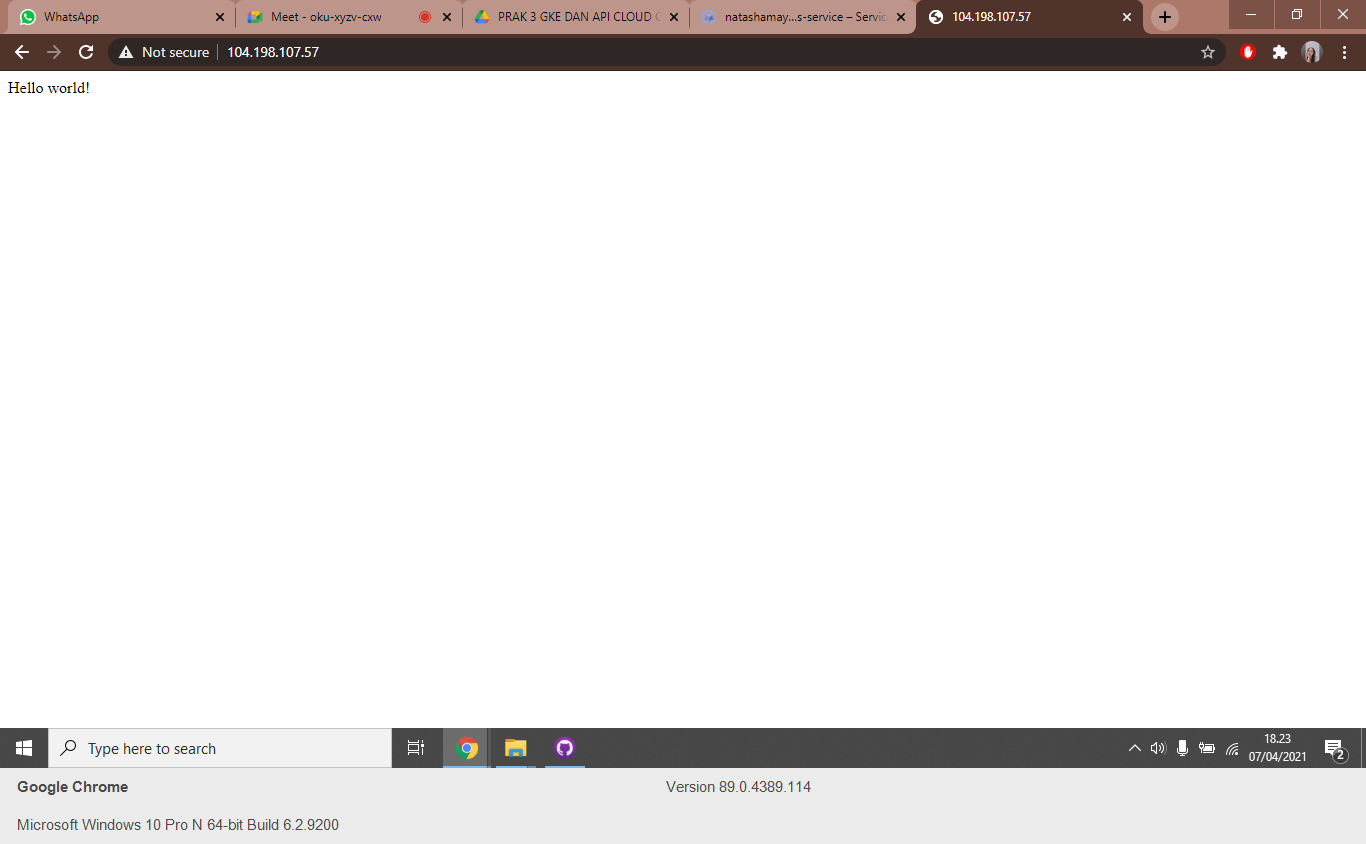 WhatsApp
Meet - oku-xyzv-cxw
PRAK 3 GKE DAN API CLOUD
natashamay...s-service – Servic
104.198.107.57
Not secure
104.198.107.57
Hello world!
Type here to search
18.23
07/04/2021
2
Google Chrome
Version 89.0.4389.114
Microsoft Windows 10 Pro N 64-bit Build 6.2.9200